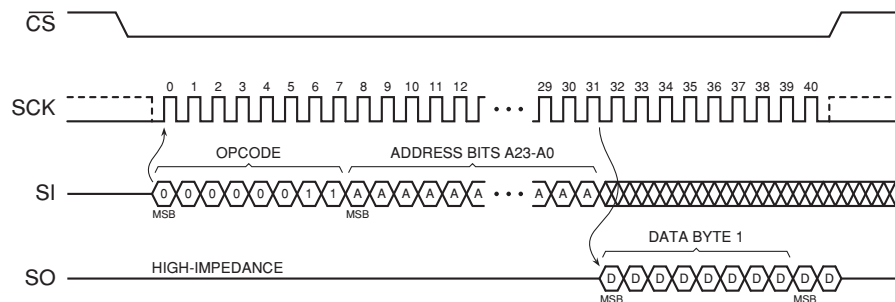 CS
0 1 2 3 4 5 6 7 8 9 10 11 12 29 30 31 32 33 34 35 36 37 38 39 40
SCK
OPCODE ADDRESS BITS A23-A0
SI 0 0 0 0 0 0 1 1 A A A A A A A A A
MSB MSB
DATA BYTE 1
HIGH-IMPEDANCE
SO D D D D D D D D D D
MSB MSB